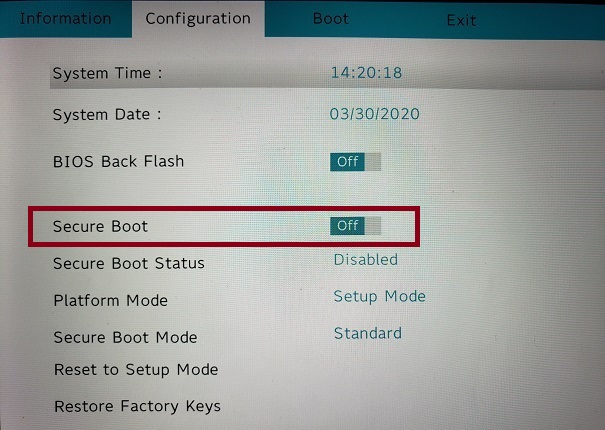 Information Configuration Boot Exit
System Time : 14:20:18
System Date : 03/30/2020
BIOS Back Flash Off
Secure Boot Off
Secure Boot Status Disabled
Platform Mode Setup Mode
Secure Boot Mode Standard
Reset to Setup Mode
Restore Factory Keys